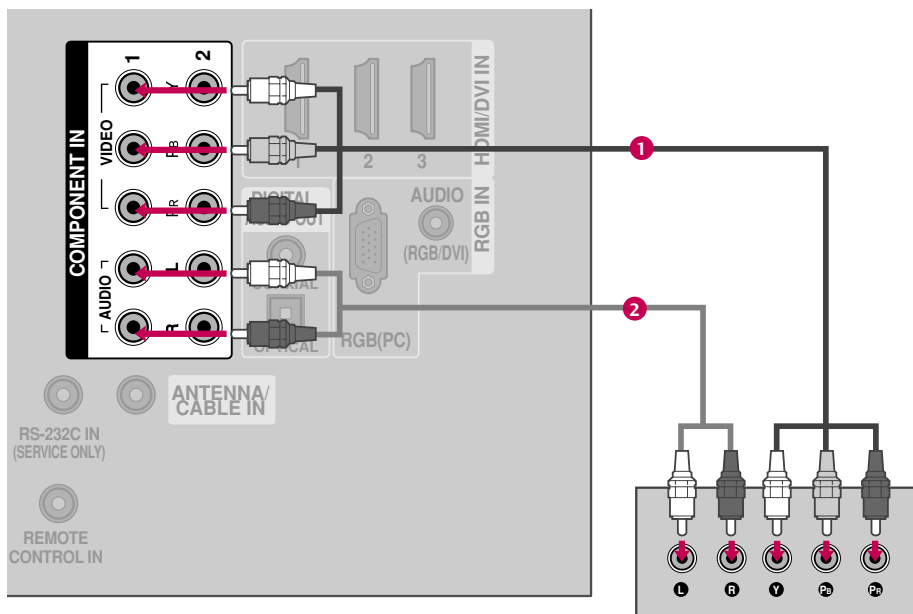 COMPONENT IN
1
2
VIDEO
Y
PB
PR
AUDIO
L
R
1
2
3
HDMI/DVI IN
DIGITAL
AUDIO OUT
COAXIAL
OPTICAL
AUDIO
(RGB/DVI)
RGB IN
RGB(PC)
ANTENNA/
CABLE IN
RS-232C IN
(SERVICE ONLY)
REMOTE
CONTROL IN
1
2
L
R
Y
PB
PR